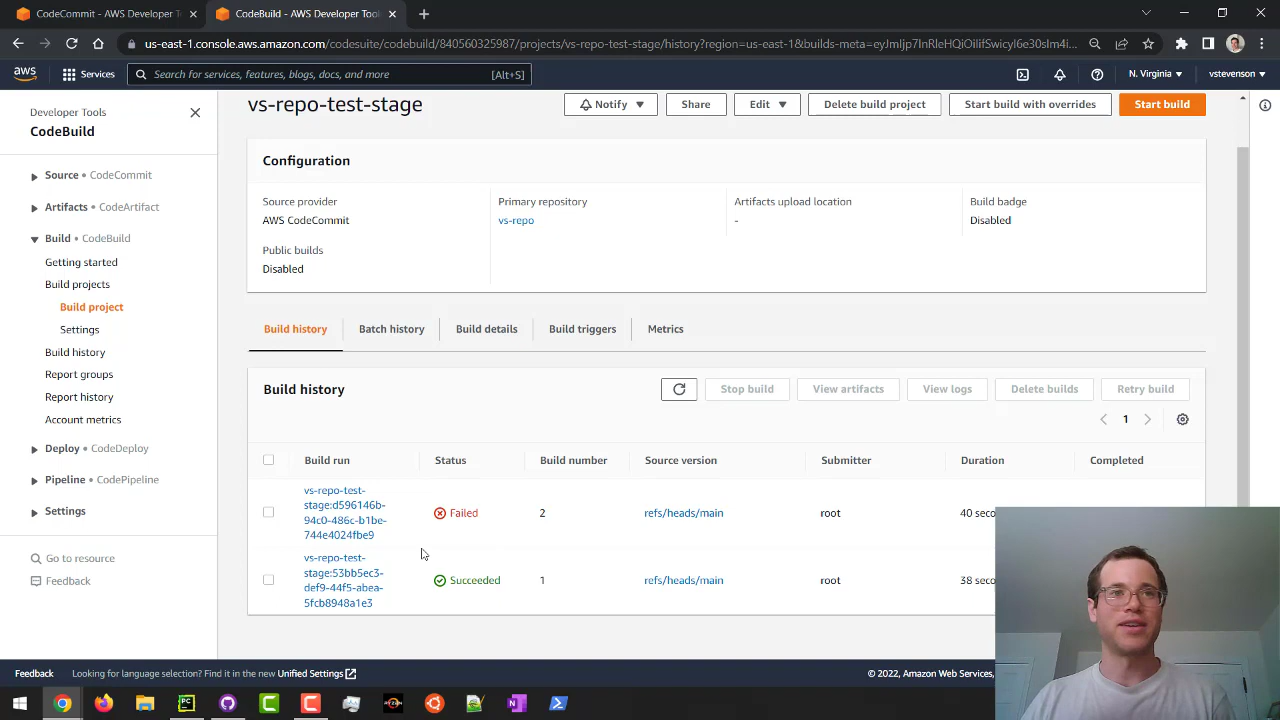 CodeCommit - AWS Developer T
CodeBuild - AWS Developer Tool
us-east-1.console.aws.amazon.com/codesuite/codebuild/840560325987/projects/vs-repo-test-stage/history?region=us-east-1&builds-meta=eyJmIjp7InRleHQiOiIifSwicyI6e30sIm4i...
aws
Services
Search for services, features, blogs, docs, and more
[Alt+S]
N. Virginia
vstevenson
Developer Tools
CodeBuild
Source • CodeCommit
Artifacts • CodeArtifact
Build • CodeBuild
Getting started
Build projects
Build project
Settings
Build history
Report groups
Report history
Account metrics
Deploy • CodeDeploy
Pipeline • CodePipeline
Settings
Go to resource
Feedback
vs-repo-test-stage
Notify
Share
Edit
Delete build project
Start build with overrides
Start build
Configuration
Source provider
AWS CodeCommit
Primary repository
vs-repo
Artifacts upload location
-
Build badge
Disabled
Public builds
Disabled
Build history
Batch history
Build details
Build triggers
Metrics
Build history
Stop build
View artifacts
View logs
Delete builds
Retry build
1
Build run
Status
Build number
Source version
Submitter
Duration
Completed
vs-repo-test-
stage:d596146b-
94c0-486c-b1be-
744e4024fbe9
Failed
2
refs/heads/main
root
40 seco
vs-repo-test-
stage:53bb5ec3-
def9-44f5-abea-
5fcb8948a1e3
Succeeded
1
refs/heads/main
root
38 seco
Feedback
Looking for language selection? Find it in the new Unified Settings
© 2022, Amazon Web Services,